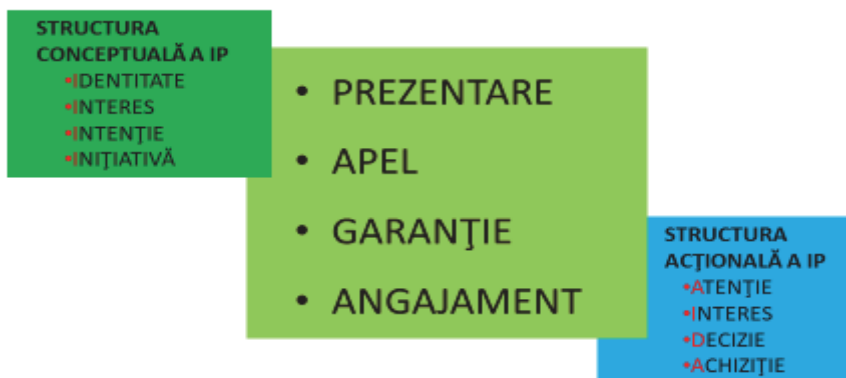 STRUCTURA
CONCEPTUALĂ A IP
▪IDENTITATE
▪INTERES
▪INTENŢIE
▪INIŢIATIVĂ
• PREZENTARE
• APEL
• GARANŢIE
• ANGAJAMENT
STRUCTURA
ACŢIONALĂ A IP
•ATENŢIE
•INTERES
•DECIZIE
•ACHIZIŢIE